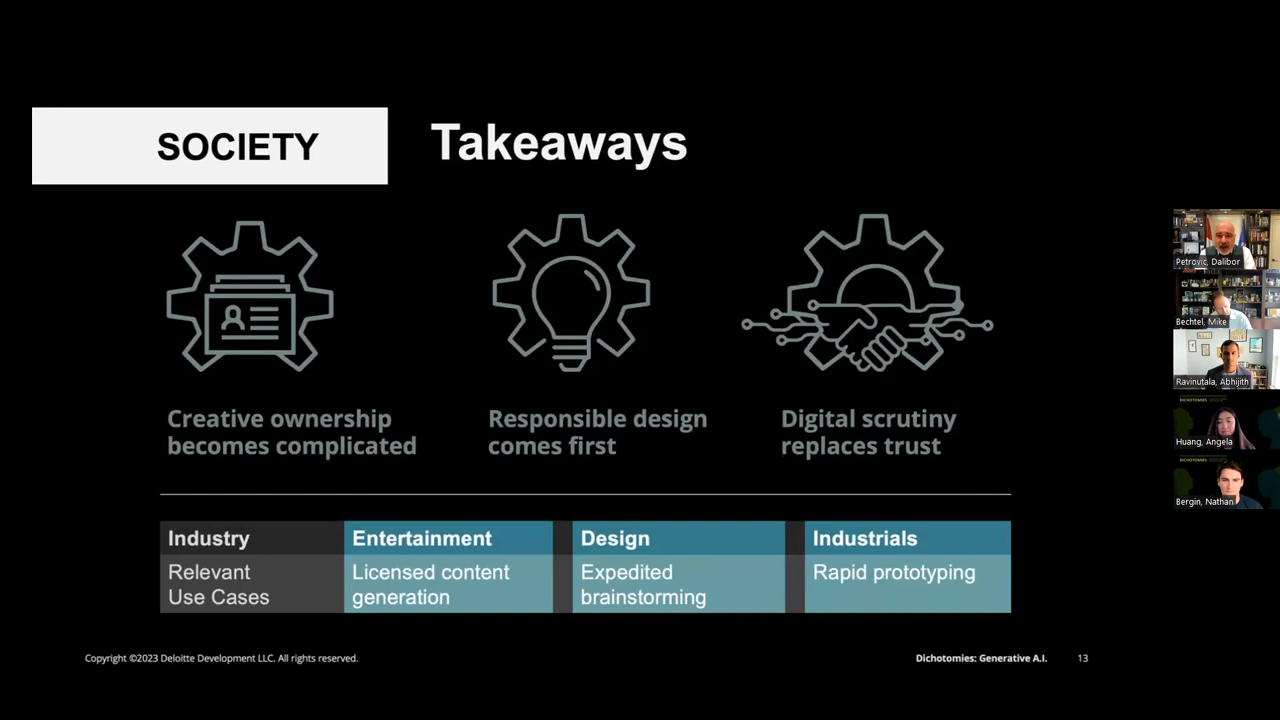 SOCIETY
Takeaways
Creative ownership
becomes complicated
Responsible design
comes first
Digital scrutiny
replaces trust
Industry
Entertainment
Design
Industrials
Relevant
Use Cases
Licensed content
generation
Expedited
brainstorming
Rapid prototyping
Copyright ©2023 Deloitte Development LLC. All rights reserved.
Dichotomies: Generative A.I.
13
Petrovic, Dalibor
Bechtel, Mike
Ravinutala, Abhijith
DICHOTOMIES
Huang, Angela
DICHOTOMIES
Bergin, Nathan